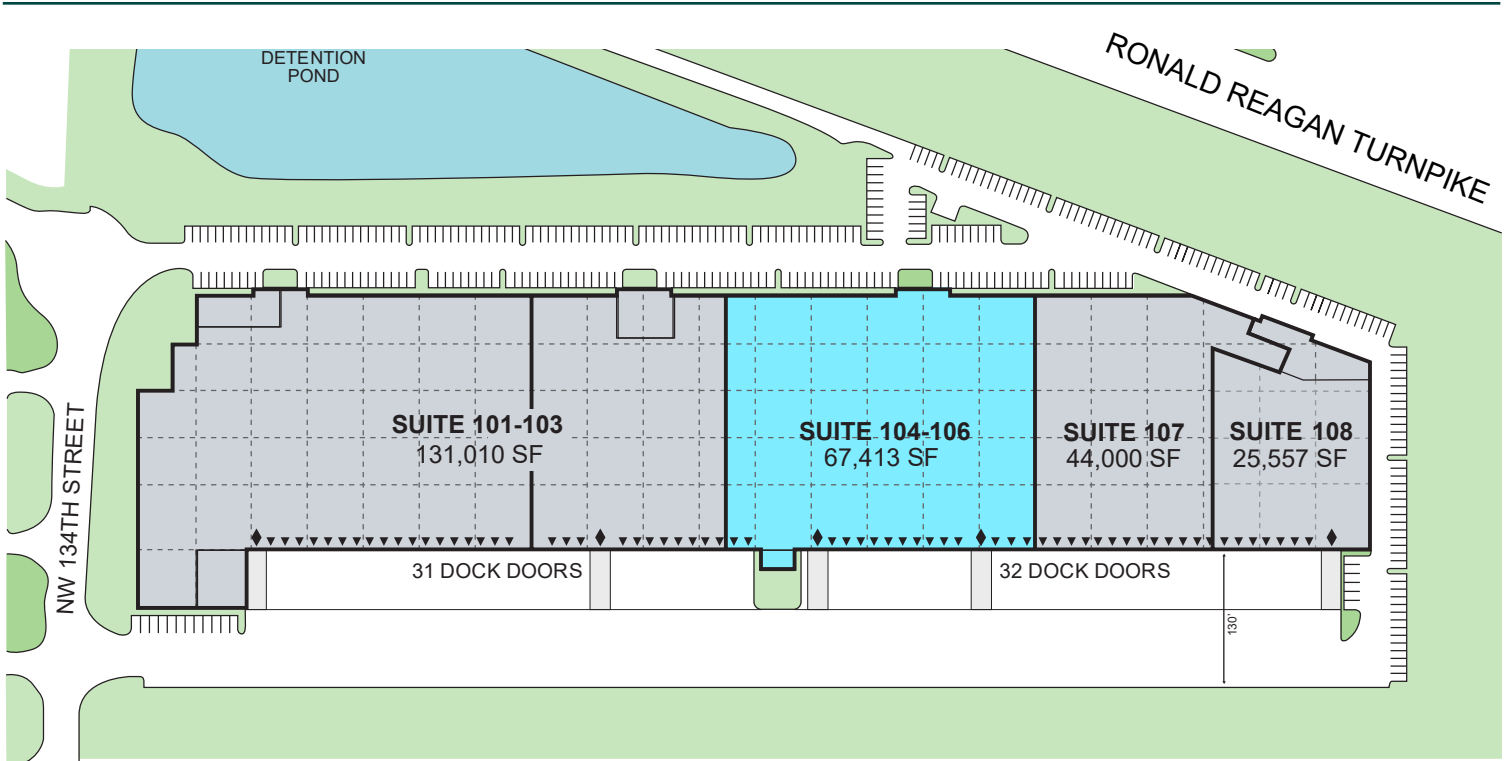 DETENTION
POND
RONALD REAGAN TURNPIKE
NW 134TH STREET
SUITE 101-103
131,010 SF
SUITE 104-106
67,413 SF
SUITE 107
44,000 SF
SUITE 108
25,557 SF
31 DOCK DOORS
32 DOCK DOORS
130'